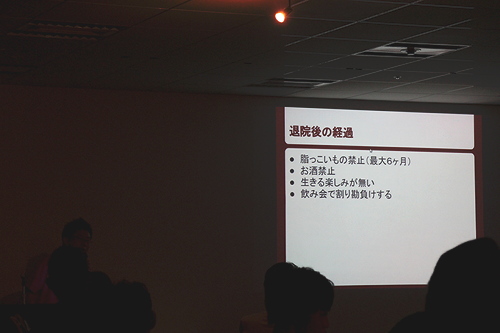 退院後の経過
● 脂っこいもの禁止(最大6ヶ月)
● お酒禁止
● 生きる楽しみが無い
● 飲み会で割り勘負けする